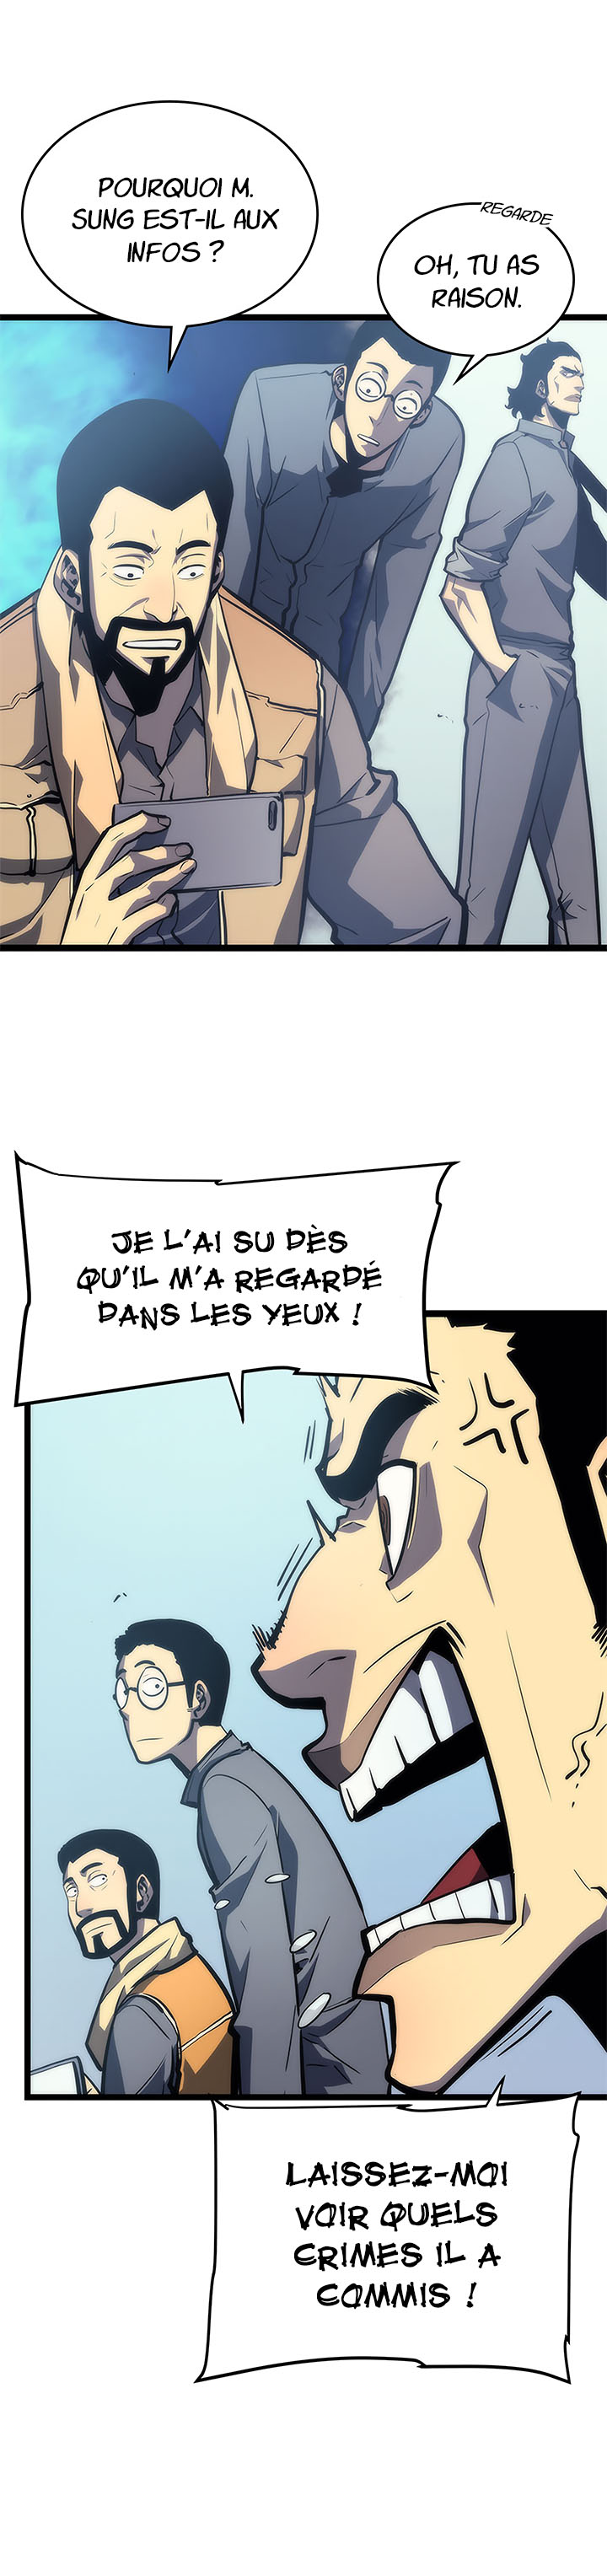 POURQUOI M.
SUNG EST-IL AUX
INFOS ?
REGARDE
OH, TU AS
RAISON.
JE L'AI SU DÈS
QU'IL M'A REGARDÉ
DANS LES YEUX !
LAISSEZ-MOI
VOIR QUELS
CRIMES IL A
COMMIS !